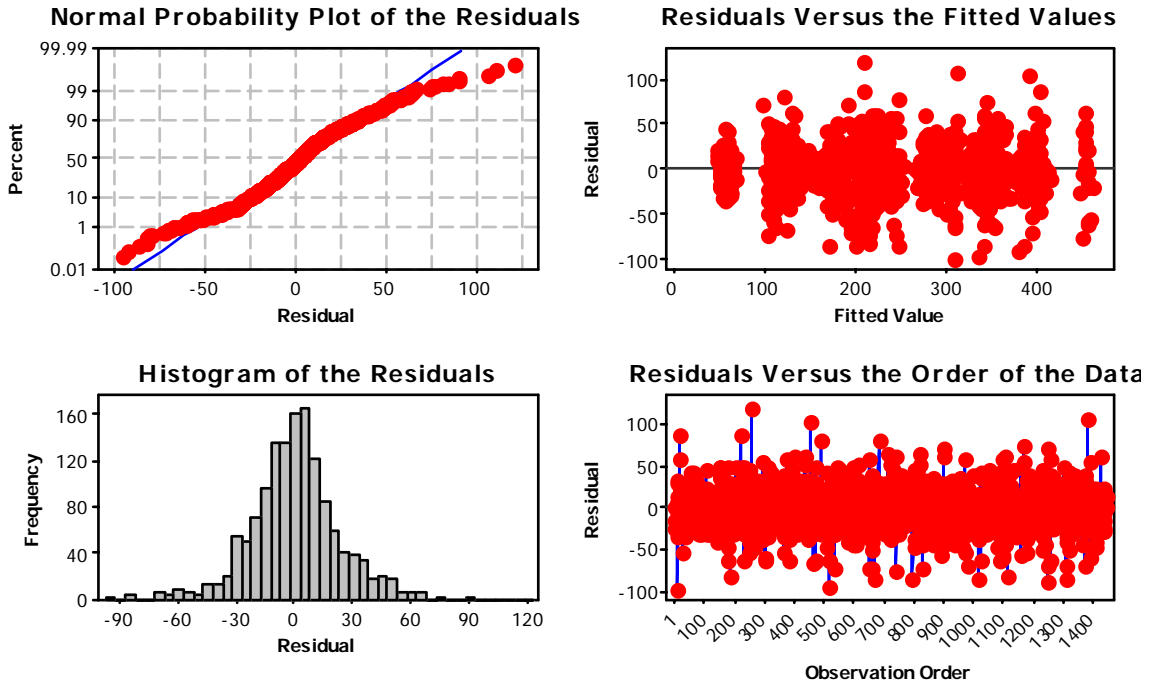 Normal Probability Plot of the Residuals
99.99
99
90
50
10
1
0.01
Percent
-100 -50 0 50 100
Residual
Residuals Versus the Fitted Values
100
50
0
-50
-100
Residual
0 100 200 300 400
Fitted Value
Histogram of the Residuals
160
120
80
40
0
Frequency
-90 -60 -30 0 30 60 90 120
Residual
Residuals Versus the Order of the Data
100
50
0
-50
-100
Residual
1 100 200 300 400 500 600 700 800 900 1000 1100 1200 1300 1400
Observation Order